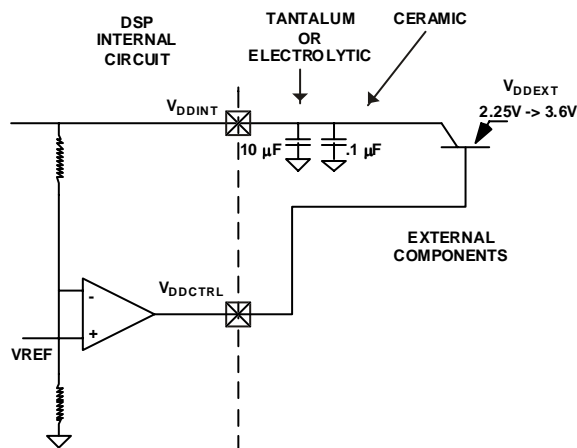 DSP
INTERNAL
CIRCUIT
TANTALUM
OR
ELECTROLYTIC
CERAMIC
VDDINT
VDDEXT
2.25V -> 3.6V
10 µF
.1 µF
EXTERNAL
COMPONENTS
VDDCTRL
-
+
VREF